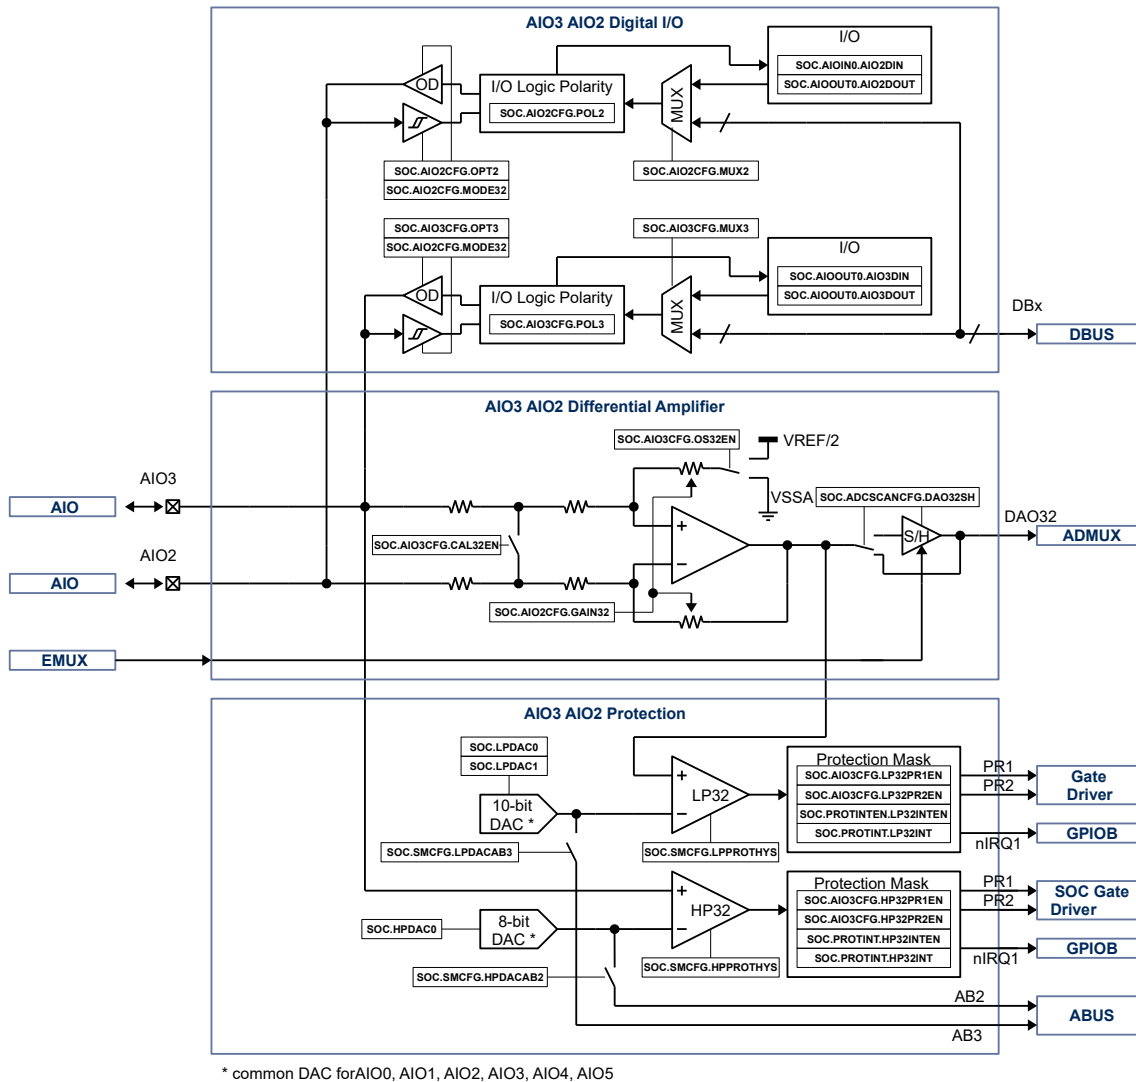 AIO3 AIO2 Digital I/O
I/O
SOC.AIOIN0.AIO2DIN
SOC.AIOOUT0.AIO2DOUT
OD
I/O Logic Polarity
SOC.AIO2CFG.POL2
MUX
SOC.AIO2CFG.OPT2
SOC.AIO2CFG.MODE32
SOC.AIO2CFG.MUX2
SOC.AIO3CFG.OPT3
SOC.AIO2CFG.MODE32
SOC.AIO3CFG.MUX3
I/O
SOC.AIOOUT0.AIO3DIN
SOC.AIOOUT0.AIO3DOUT
OD
I/O Logic Polarity
SOC.AIO3CFG.POL3
MUX
DBx
DBUS
AIO3 AIO2 Differential Amplifier
SOC.AIO3CFG.OS32EN
VREF/2
VSSA
SOC.ADCSCANCFG.DAO32SH
AIO3
AIO
SOC.AIO3CFG.CAL32EN
+
−
S/H
DAO32
ADMUX
AIO2
AIO
SOC.AIO2CFG.GAIN32
EMUX
AIO3 AIO2 Protection
SOC.LPDAC0
SOC.LPDAC1
10-bit
DAC *
SOC.SMCFG.LPDACAB3
+
LP32
−
SOC.SMCFG.LPPROTHYS
Protection Mask
SOC.AIO3CFG.LP32PR1EN
SOC.AIO3CFG.LP32PR2EN
SOC.PROTINTEN.LP32INTEN
SOC.PROTINT.LP32INT
PR1
PR2
nIRQ1
Gate
Driver
GPIOB
SOC.HPDAC0
8-bit
DAC *
SOC.SMCFG.HPDACAB2
+
HP32
−
SOC.SMCFG.HPPROTHYS
Protection Mask
SOC.AIO3CFG.HP32PR1EN
SOC.AIO3CFG.HP32PR2EN
SOC.PROTINT.HP32INTEN
SOC.PROTINT.HP32INT
PR1
PR2
nIRQ1
SOC Gate
Driver
GPIOB
AB2
AB3
ABUS
* common DAC forAIO0, AIO1, AIO2, AIO3, AIO4, AIO5